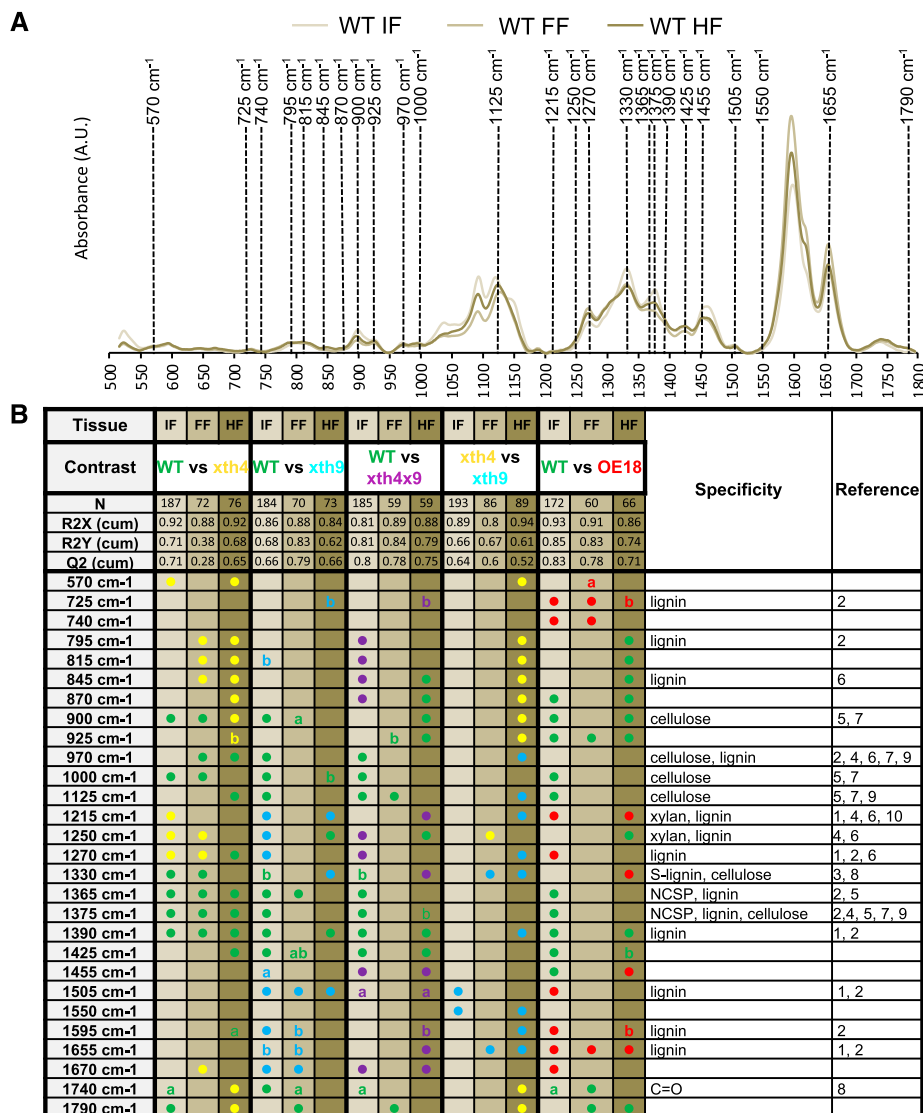 A
WT IF WT FF WT HF
Absorbance (A.U.)
570 cm-1 725 cm-1 740 cm-1 795 cm-1 815 cm-1 845 cm-1 870 cm-1 900 cm-1 925 cm-1 970 cm-1 1000 cm-1 1125 cm-1 1215 cm-1 1250 cm-1 1270 cm-1 1330 cm-1 1365 cm-1 1375 cm-1 1390 cm-1 1425 cm-1 1455 cm-1 1505 cm-1 1550 cm-1 1655 cm-1 1790 cm-1
500 550 600 650 700 750 800 850 900 950 1000 1050 1100 1150 1200 1250 1300 1350 1400 1450 1500 1550 1600 1650 1700 1750 1800
B
Tissue IF FF HF IF FF HF IF FF HF IF FF HF IF FF HF Specificity Reference
Contrast WT vs xth4 WT vs xth9 WT vs xth4x9 xth4 vs xth9 WT vs OE18
N 187 72 76 184 70 73 185 59 59 193 86 89 172 60 66
R2X (cum) 0.92 0.88 0.92 0.86 0.88 0.84 0.81 0.89 0.88 0.89 0.8 0.94 0.93 0.91 0.86
R2Y (cum) 0.71 0.38 0.68 0.68 0.83 0.62 0.81 0.84 0.79 0.66 0.67 0.61 0.85 0.83 0.74
Q2 (cum) 0.71 0.28 0.65 0.66 0.79 0.66 0.8 0.78 0.75 0.64 0.6 0.52 0.83 0.78 0.71
570 cm-1 a
725 cm-1 b b b lignin 2
740 cm-1
795 cm-1 lignin 2
815 cm-1 b
845 cm-1 lignin 6
870 cm-1
900 cm-1 a cellulose 5, 7
925 cm-1 b b
970 cm-1 cellulose, lignin 2, 4, 6, 7, 9
1000 cm-1 b cellulose 5, 7
1125 cm-1 cellulose 5, 7, 9
1215 cm-1 xylan, lignin 1, 4, 6, 10
1250 cm-1 xylan, lignin 4, 6
1270 cm-1 lignin 1, 2, 6
1330 cm-1 b b S-lignin, cellulose 3, 8
1365 cm-1 NCSP, lignin 2, 5
1375 cm-1 b NCSP, lignin, cellulose 2,4, 5, 7, 9
1390 cm-1 lignin 1, 2
1425 cm-1 ab b
1455 cm-1 a
1505 cm-1 a a lignin 1, 2
1550 cm-1
1595 cm-1 a b b b lignin 2
1655 cm-1 b b lignin 1, 2
1670 cm-1
1740 cm-1 a a a a C=O 8
1790 cm-1